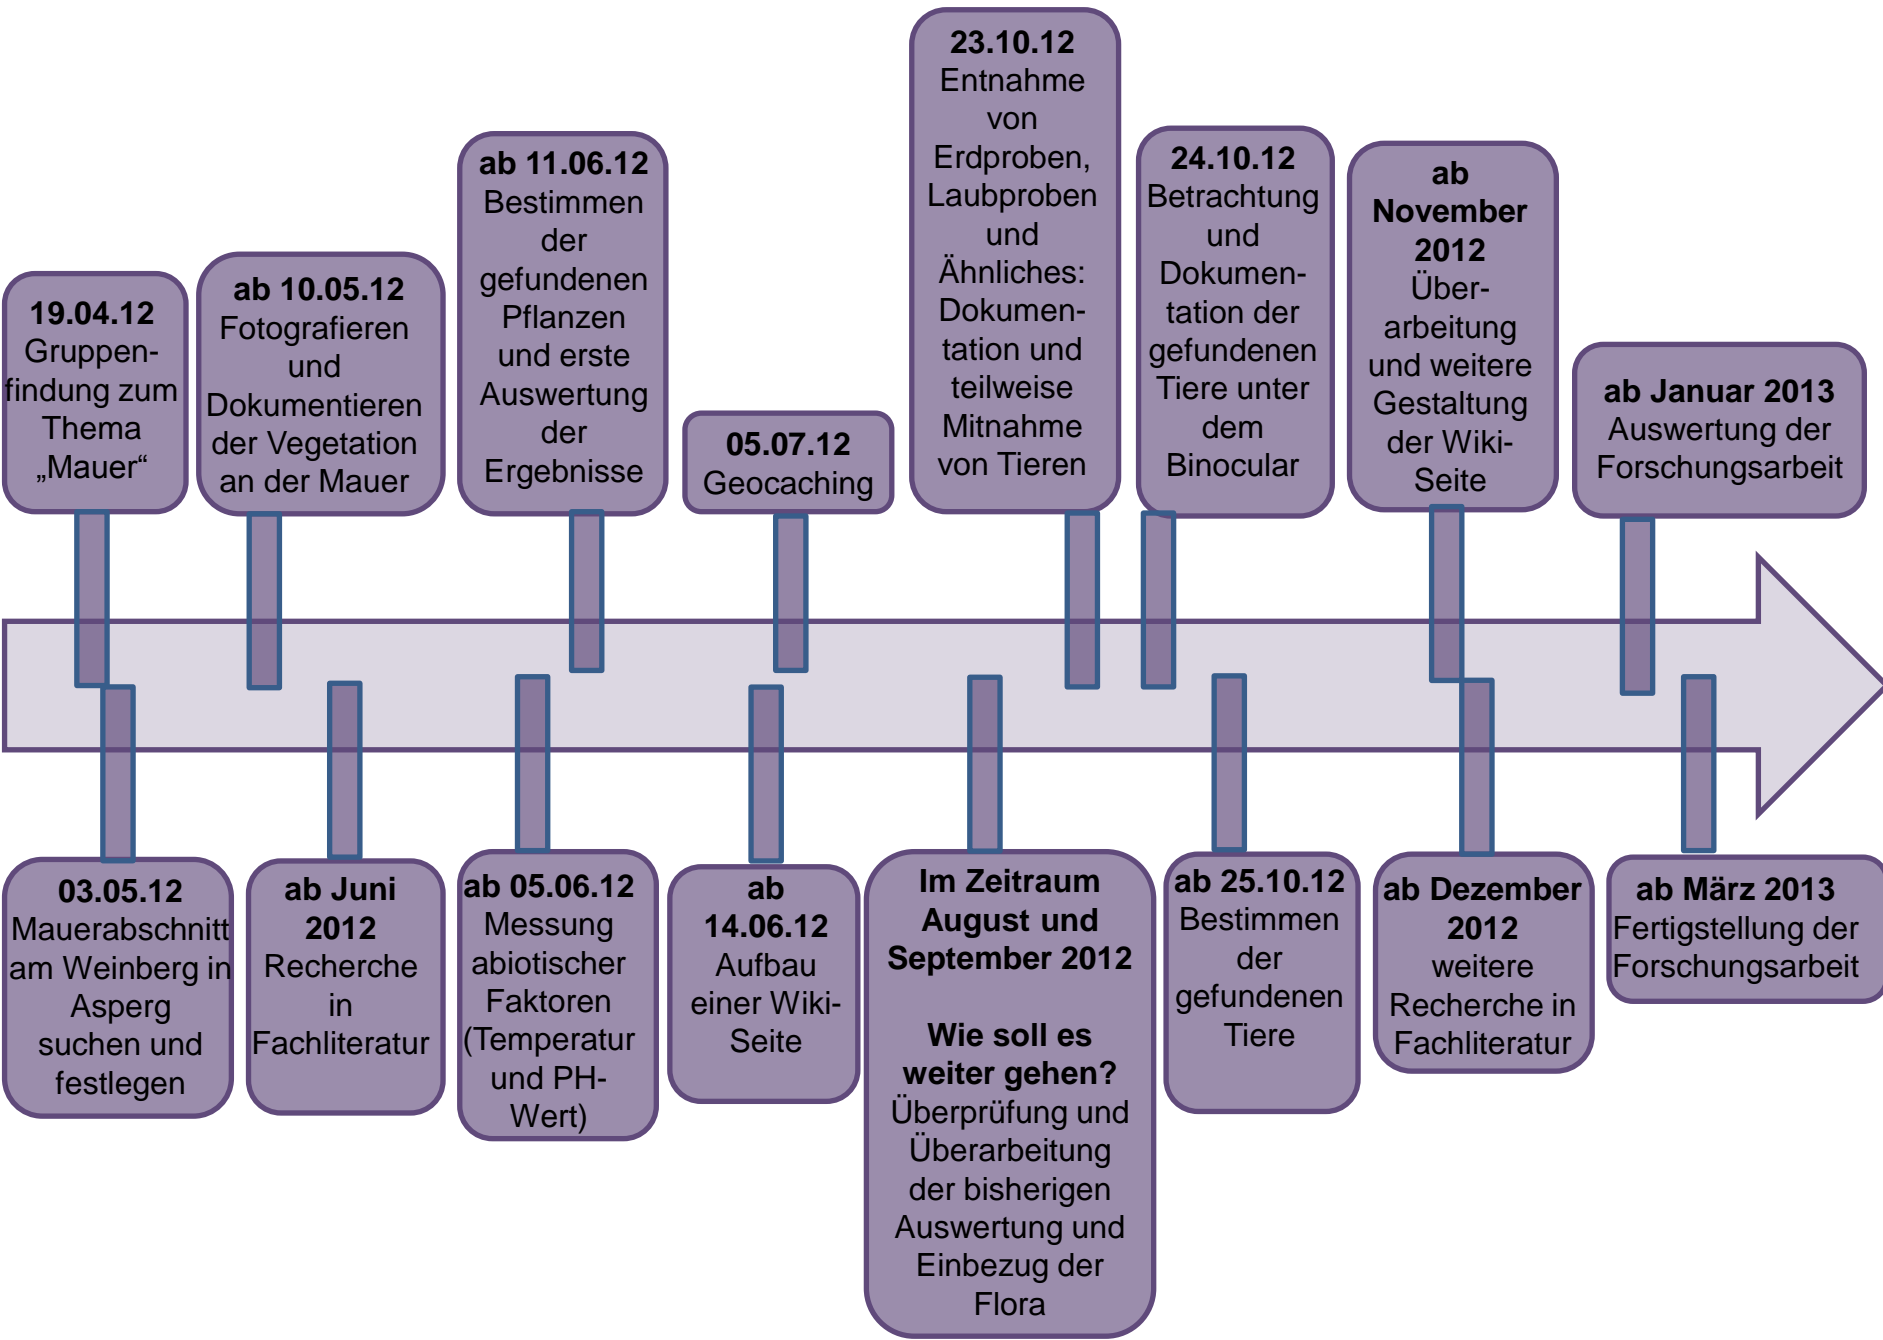 19.04.12
Gruppen-
findung zum
Thema
„Mauer“
ab 10.05.12
Fotografieren
und
Dokumentieren
der Vegetation
an der Mauer
ab 11.06.12
Bestimmen
der
gefundenen
Pflanzen
und erste
Auswertung
der
Ergebnisse
05.07.12
Geocaching
23.10.12
Entnahme
von
Erdproben,
Laubproben
und
Ähnliches:
Dokumen-
tation und
teilweise
Mitnahme
von Tieren
24.10.12
Betrachtung
und
Dokumen-
tation der
gefundenen
Tiere unter
dem
Binocular
ab
November
2012
Über-
arbeitung
und weitere
Gestaltung
der Wiki-
Seite
ab Januar 2013
Auswertung der
Forschungsarbeit
03.05.12
Mauerabschnitt
am Weinberg in
Asperg
suchen und
festlegen
ab Juni
2012
Recherche
in
Fachliteratur
ab 05.06.12
Messung
abiotischer
Faktoren
(Temperatur
und PH-
Wert)
ab
14.06.12
Aufbau
einer Wiki-
Seite
Im Zeitraum
August und
September 2012
Wie soll es
weiter gehen?
Überprüfung und
Überarbeitung
der bisherigen
Auswertung und
Einbezug der
Flora
ab 25.10.12
Bestimmen
der
gefundenen
Tiere
ab Dezember
2012
weitere
Recherche in
Fachliteratur
ab März 2013
Fertigstellung der
Forschungsarbeit